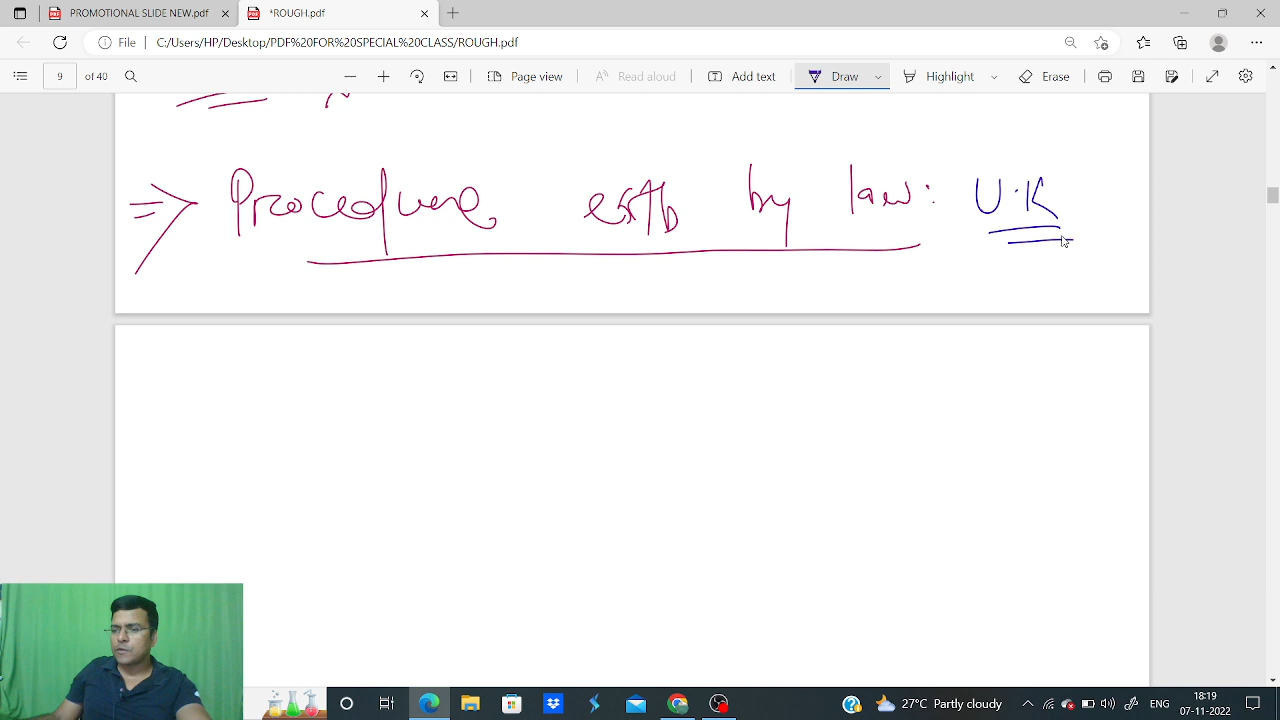 PROMOTIONAL SLIDE NEW.pdf
*ROUGH.pdf
File
C:/Users/HP/Desktop/PDF%20FOR%20SPECIAL%20CLASS/ROUGH.pdf
9 of 40
Page view
Read aloud
Add text
Draw
Highlight
Erase
=> Procedure estb by law: U.K
27°C Partly cloudy
ENG
18:19
07-11-2022